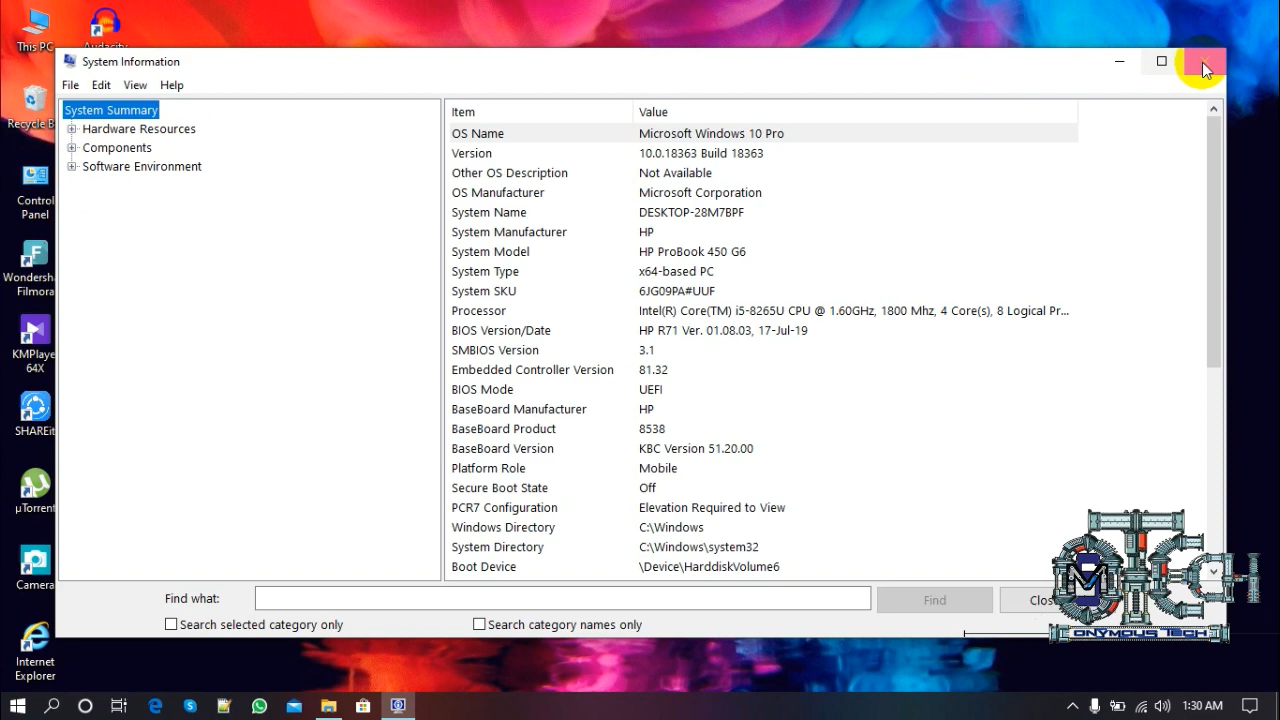 This PC
Audacity
Recycle B
Control
Panel
Wondersha
Filmora
KMPlaye
64X
SHAREit
µTorrent
Camera
Internet
Explorer
System Information
File Edit View Help
System Summary
Hardware Resources
Components
Software Environment
Item Value
OS Name Microsoft Windows 10 Pro
Version 10.0.18363 Build 18363
Other OS Description Not Available
OS Manufacturer Microsoft Corporation
System Name DESKTOP-28M7BPF
System Manufacturer HP
System Model HP ProBook 450 G6
System Type x64-based PC
System SKU 6JG09PA#UUF
Processor Intel(R) Core(TM) i5-8265U CPU @ 1.60GHz, 1800 Mhz, 4 Core(s), 8 Logical Pr...
BIOS Version/Date HP R71 Ver. 01.08.03, 17-Jul-19
SMBIOS Version 3.1
Embedded Controller Version 81.32
BIOS Mode UEFI
BaseBoard Manufacturer HP
BaseBoard Product 8538
BaseBoard Version KBC Version 51.20.00
Platform Role Mobile
Secure Boot State Off
PCR7 Configuration Elevation Required to View
Windows Directory C:\Windows
System Directory C:\Windows\system32
Boot Device \Device\HarddiskVolume6
Find what: Find Clos
Search selected category only Search category names only
ONYMOUS TECH
1:30 AM